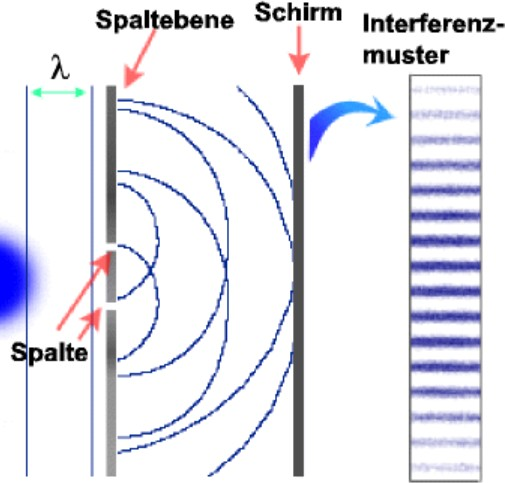 Spaltebene
Schirm
Interferenz-
muster
λ
Spalte